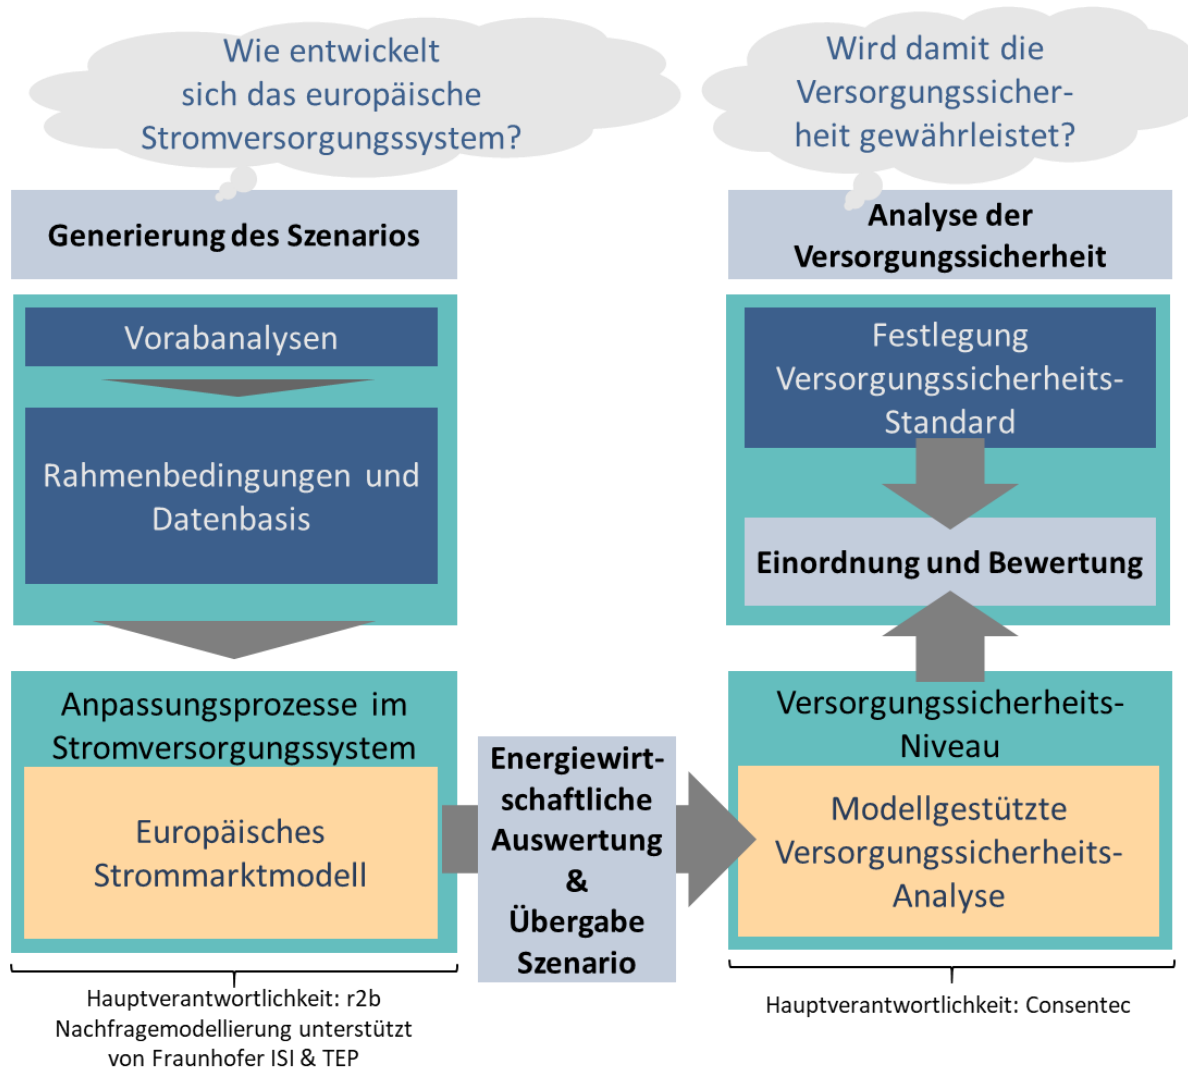 Wie entwickelt
sich das europäische
Stromversorgungssystem?
Generierung des Szenarios
Vorabanalysen
Rahmenbedingungen und
Datenbasis
Anpassungsprozesse im
Stromversorgungssystem
Europäisches
Strommarktmodell
Hauptverantwortlichkeit: r2b
Nachfragemodellierung unterstützt
von Fraunhofer ISI & TEP
Energiewirt-
schaftliche
Auswertung
&
Übergabe
Szenario
Wird damit die
Versorgungssicher-
heit gewährleistet?
Analyse der
Versorgungssicherheit
Festlegung
Versorgungssicherheits-
Standard
Einordnung und Bewertung
Versorgungssicherheits-
Niveau
Modellgestützte
Versorgungssicherheits-
Analyse
Hauptverantwortlichkeit: Consentec